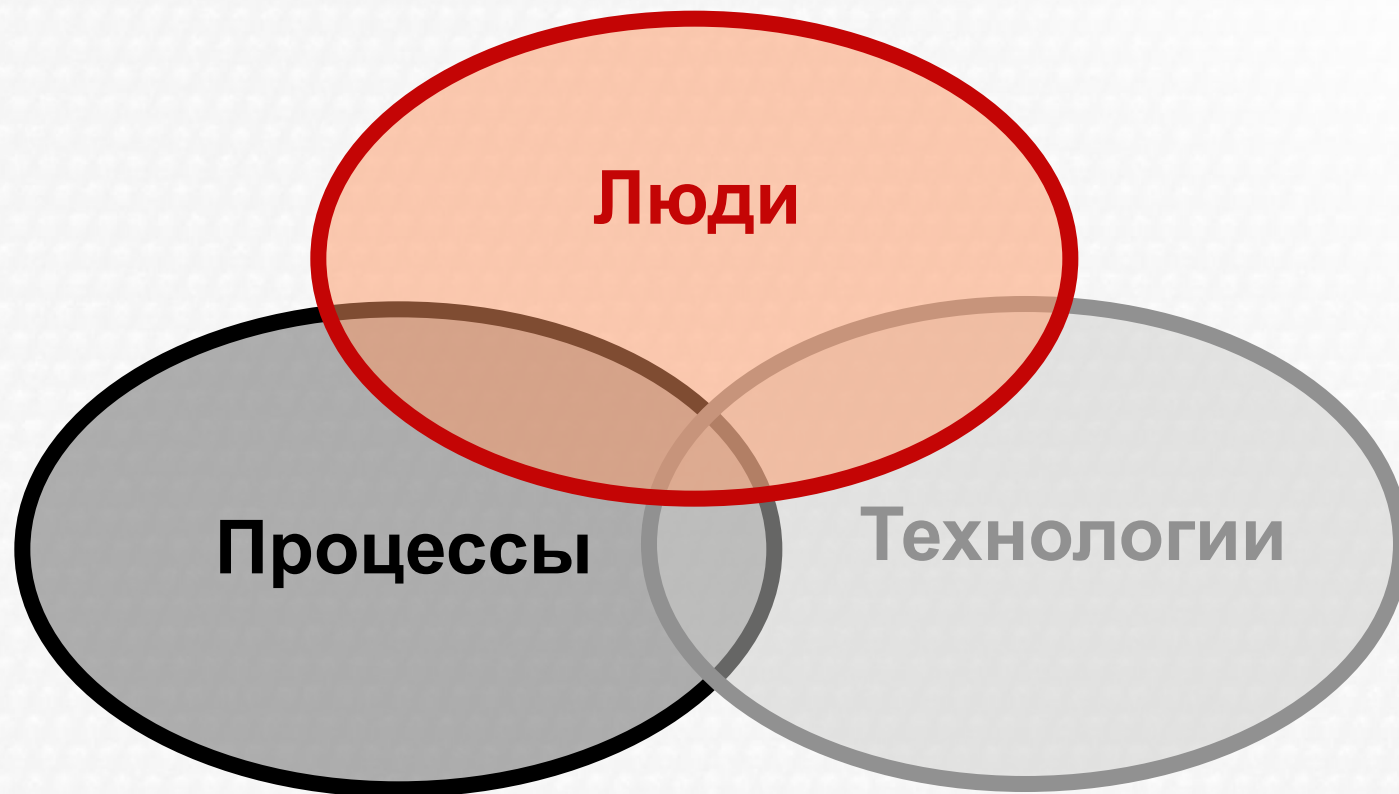 Люди
Процессы
Технологии